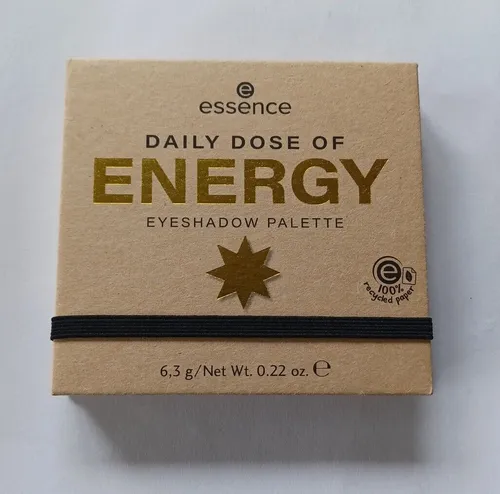 e
essence
DAILY DOSE OF
ENERGY
EYESHADOW PALETTE
e
100%
recycled paper
6,3 g/Net Wt. 0.22 oz. ℮